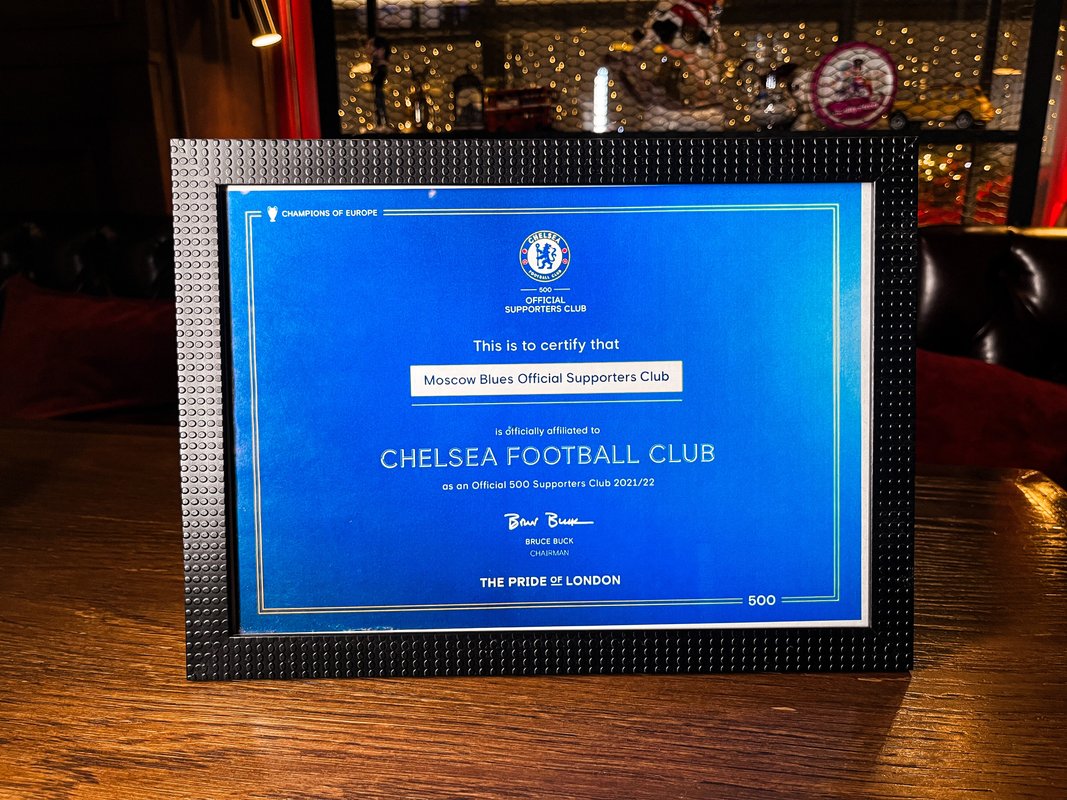 CHAMPIONS OF EUROPE
CHELSEA
FOOTBALL CLUB
500
OFFICIAL
SUPPORTERS CLUB
This is to certify that
Moscow Blues Official Supporters Club
is officially affiliated to
CHELSEA FOOTBALL CLUB
as an Official 500 Supporters Club 2021/22
Bruce Buck
BRUCE BUCK
CHAIRMAN
THE PRIDE OF LONDON
500